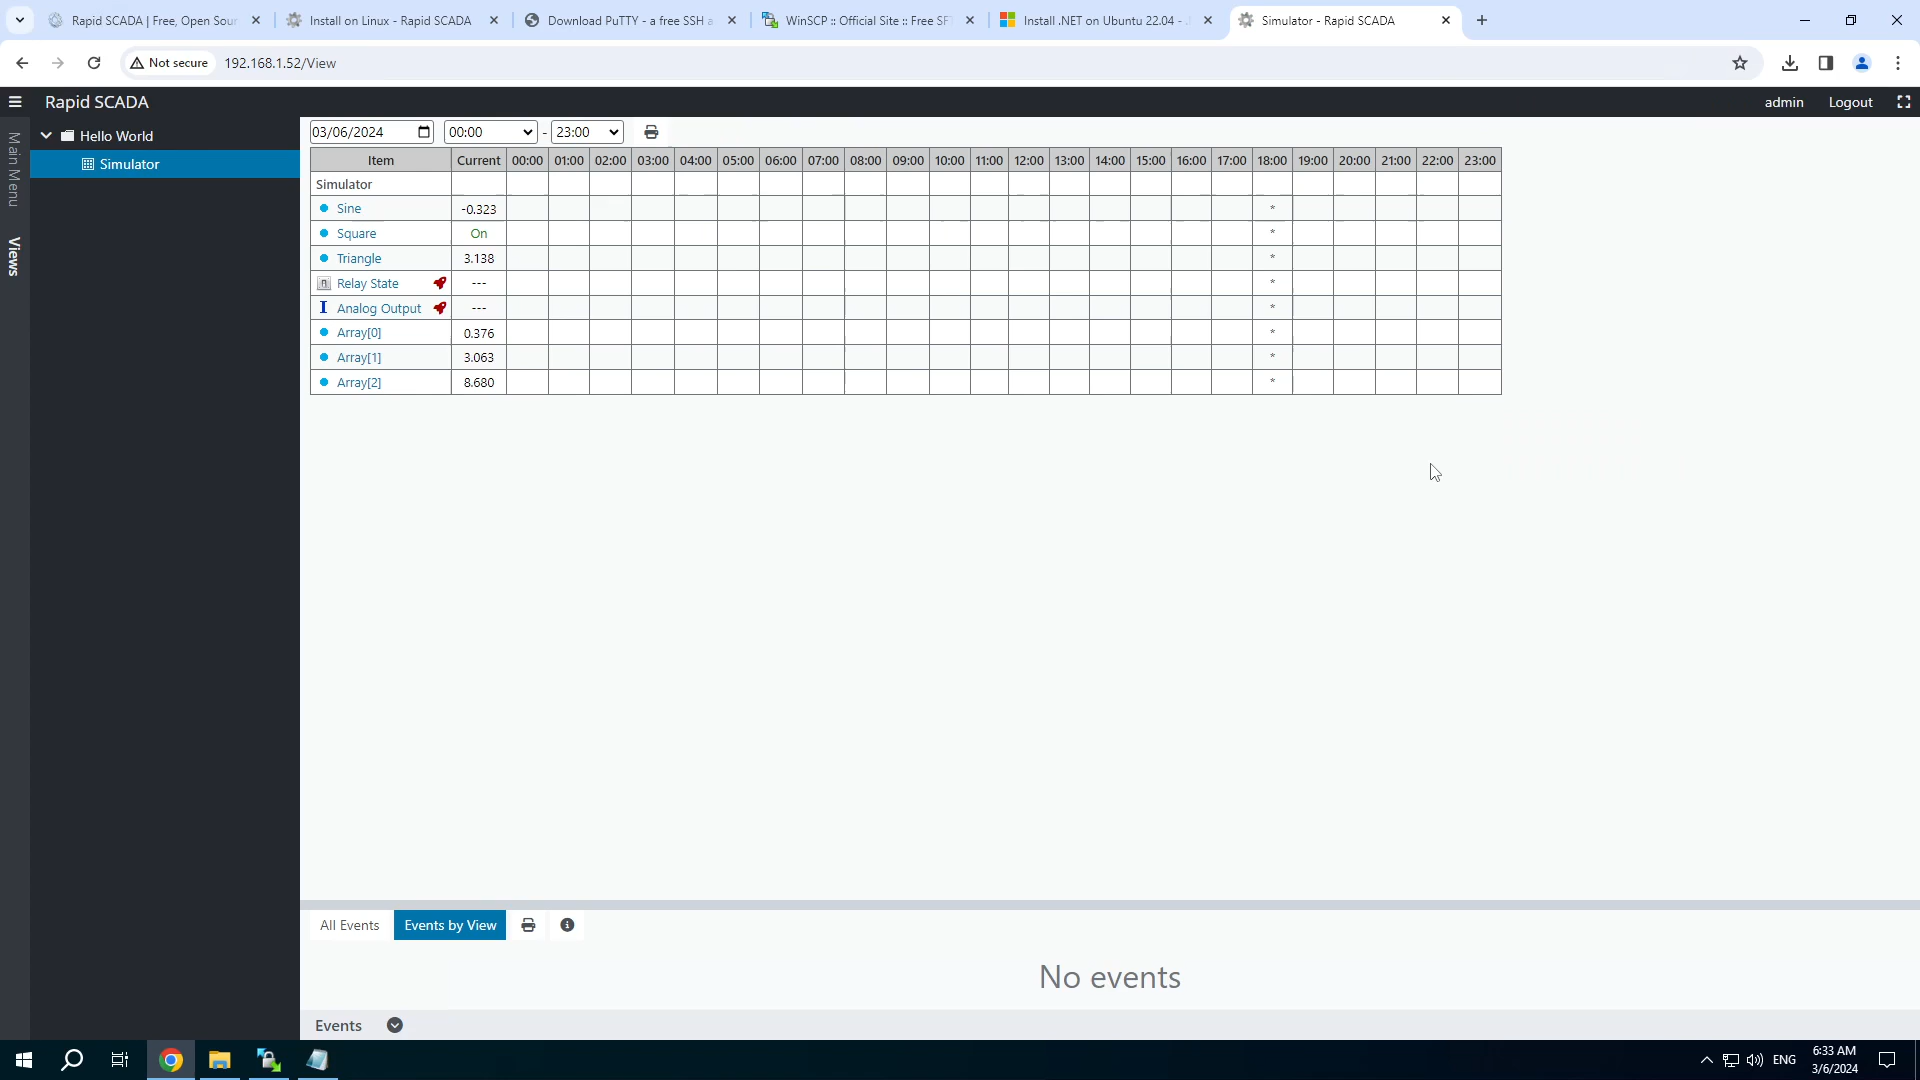 Rapid SCADA | Free, Open Sour
Install on Linux - Rapid SCADA
Download PuTTY - a free SSH a
WinSCP :: Official Site :: Free SF
Install .NET on Ubuntu 22.04 -
Simulator - Rapid SCADA
Not secure 192.168.1.52/View
Rapid SCADA admin Logout
Main Menu
Views
Hello World
Simulator
03/06/2024 00:00 - 23:00
Item Current 00:00 01:00 02:00 03:00 04:00 05:00 06:00 07:00 08:00 09:00 10:00 11:00 12:00 13:00 14:00 15:00 16:00 17:00 18:00 19:00 20:00 21:00 22:00 23:00
Simulator
Sine -0.323 *
Square On *
Triangle 3.138 *
Relay State --- *
Analog Output --- *
Array[0] 0.376 *
Array[1] 3.063 *
Array[2] 8.680 *
All Events Events by View
No events
Events
ENG
6:33 AM
3/6/2024